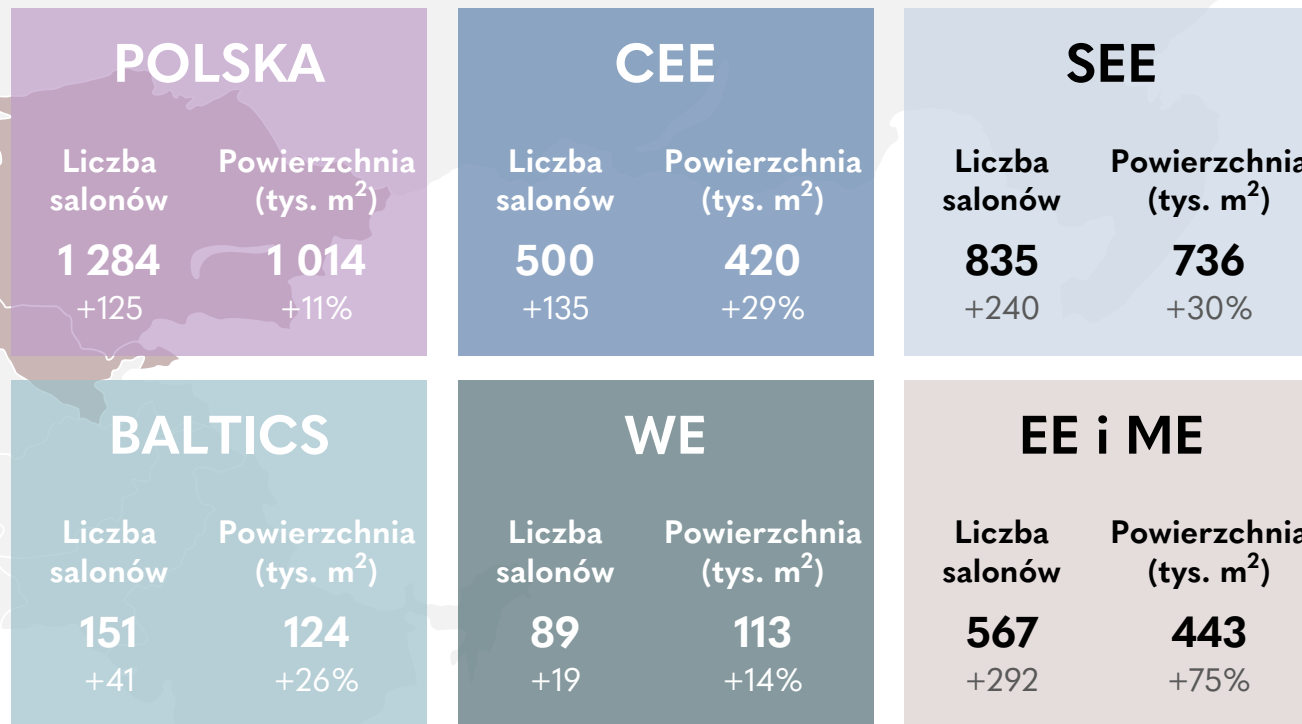 POLSKA
Liczba salonów
Powierzchnia (tys. m²)
1 284
+125
1 014
+11%
CEE
Liczba salonów
Powierzchnia (tys. m²)
500
+135
420
+29%
SEE
Liczba salonów
Powierzchnia (tys. m²)
835
+240
736
+30%
BALTICS
Liczba salonów
Powierzchnia (tys. m²)
151
+41
124
+26%
WE
Liczba salonów
Powierzchnia (tys. m²)
89
+19
113
+14%
EE i ME
Liczba salonów
Powierzchnia (tys. m²)
567
+292
443
+75%